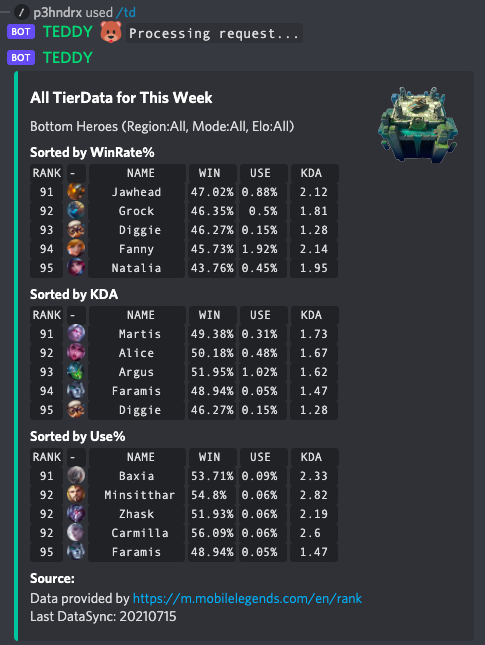 / p3hndrx used /td
BOT TEDDY Processing request...
BOT TEDDY
All TierData for This Week
Bottom Heroes (Region:All, Mode:All, Elo:All)
Sorted by WinRate%
RANK - NAME WIN USE KDA
91 Jawhead 47.02% 0.88% 2.12
92 Grock 46.35% 0.5% 1.81
93 Diggie 46.27% 0.15% 1.28
94 Fanny 45.73% 1.92% 2.14
95 Natalia 43.76% 0.45% 1.95
Sorted by KDA
RANK - NAME WIN USE KDA
91 Martis 49.38% 0.31% 1.73
92 Alice 50.18% 0.48% 1.67
93 Argus 51.95% 1.02% 1.62
94 Faramis 48.94% 0.05% 1.47
95 Diggie 46.27% 0.15% 1.28
Sorted by Use%
RANK - NAME WIN USE KDA
91 Baxia 53.71% 0.09% 2.33
92 Minsitthar 54.8% 0.06% 2.82
92 Zhask 51.93% 0.06% 2.19
92 Carmilla 56.09% 0.06% 2.6
95 Faramis 48.94% 0.05% 1.47
Source:
Data provided by https://m.mobilelegends.com/en/rank
Last DataSync: 20210715